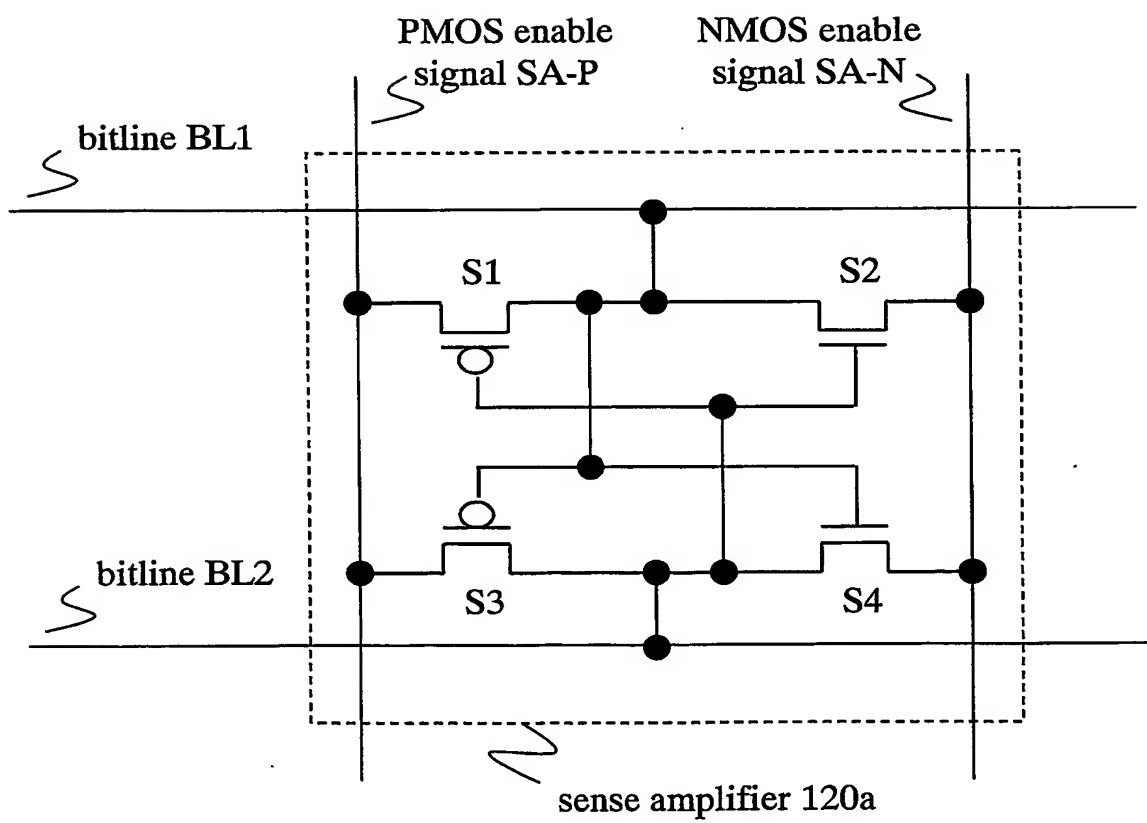 PMOS enable
signal SA-P
NMOS enable
signal SA-N
bitline BL1
S1
S2
bitline BL2
S3
S4
sense amplifier 120a